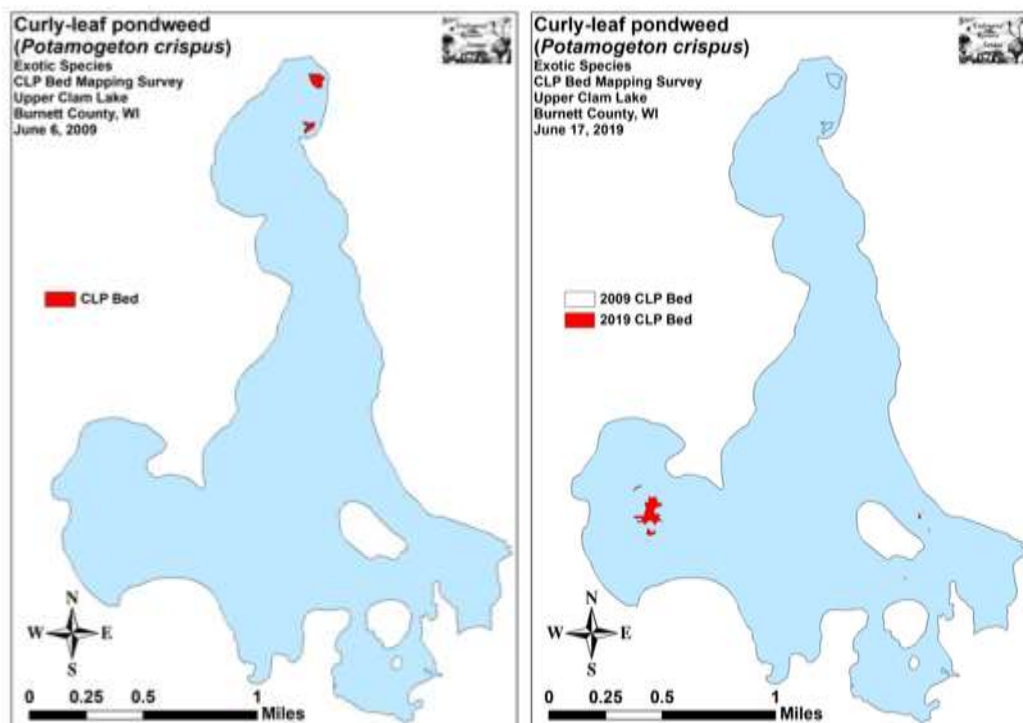 Curly-leaf pondweed
(Potamogeton crispus)
Exotic Species
CLP Bed Mapping Survey
Upper Clam Lake
Burnett County, WI
June 6, 2009
CLP Bed
N
W E
S
0 0.25 0.5 1
Miles
Curly-leaf pondweed
(Potamogeton crispus)
Exotic Species
CLP Bed Mapping Survey
Upper Clam Lake
Burnett County, WI
June 17, 2019
2009 CLP Bed
2019 CLP Bed
N
W E
S
0 0.25 0.5 1
Miles